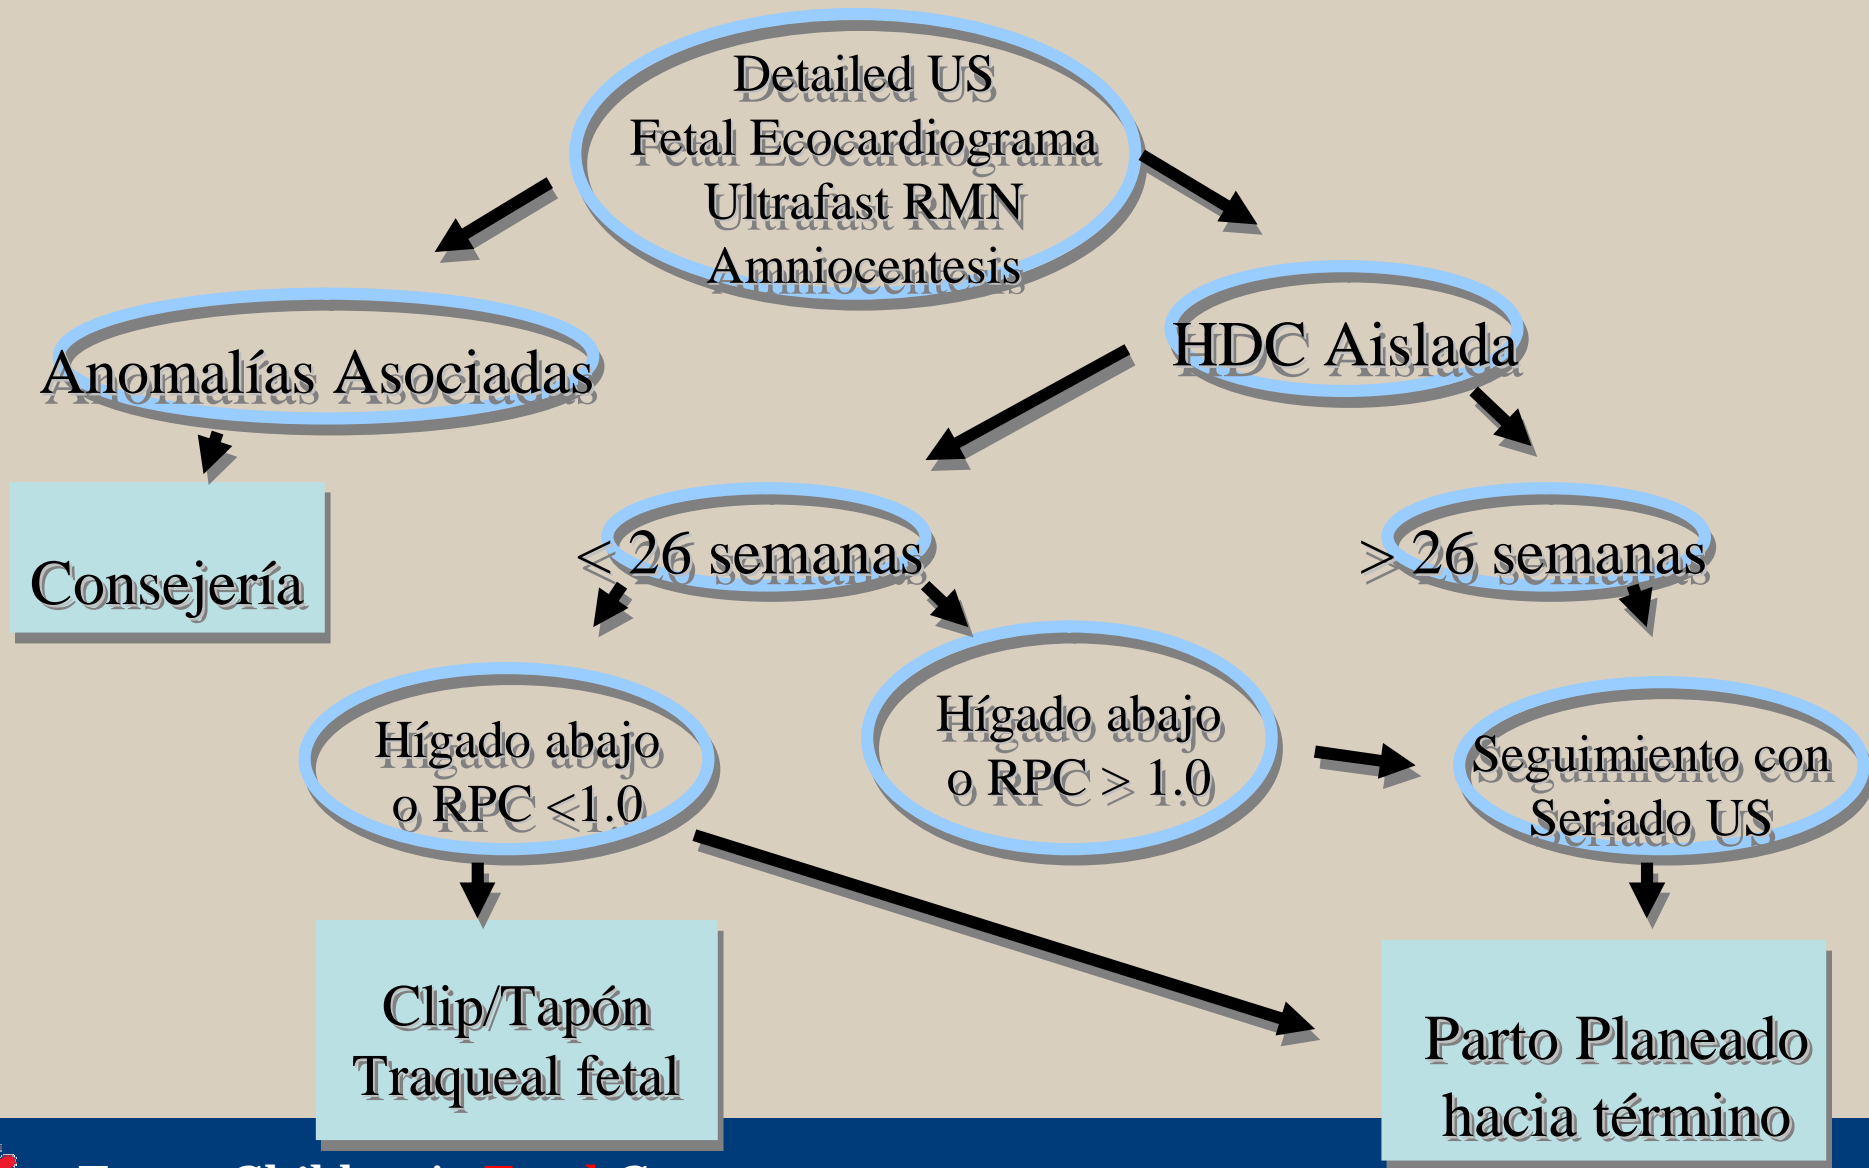 Detailed US
Fetal Ecocardiograma
Ultrafast RMN
Amniocentesis
Anomalías Asociadas
HDC Aislada
Consejería
< 26 semanas
> 26 semanas
Hígado abajo
o RPC <1.0
Hígado abajo
o RPC > 1.0
Seguimiento con
Seriado US
Clip/Tapón
Traqueal fetal
Parto Planeado
hacia término